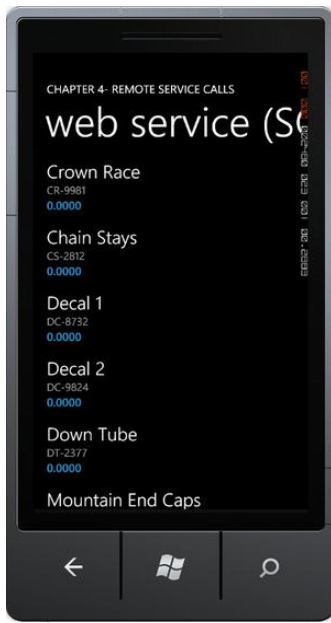 CHAPTER 4- REMOTE SERVICE CALLS
web service (SO
Crown Race
CR-9981
0.0000
Chain Stays
CS-2812
0.0000
Decal 1
DC-8732
0.0000
Decal 2
DC-9824
0.0000
Down Tube
DT-2377
0.0000
Mountain End Caps